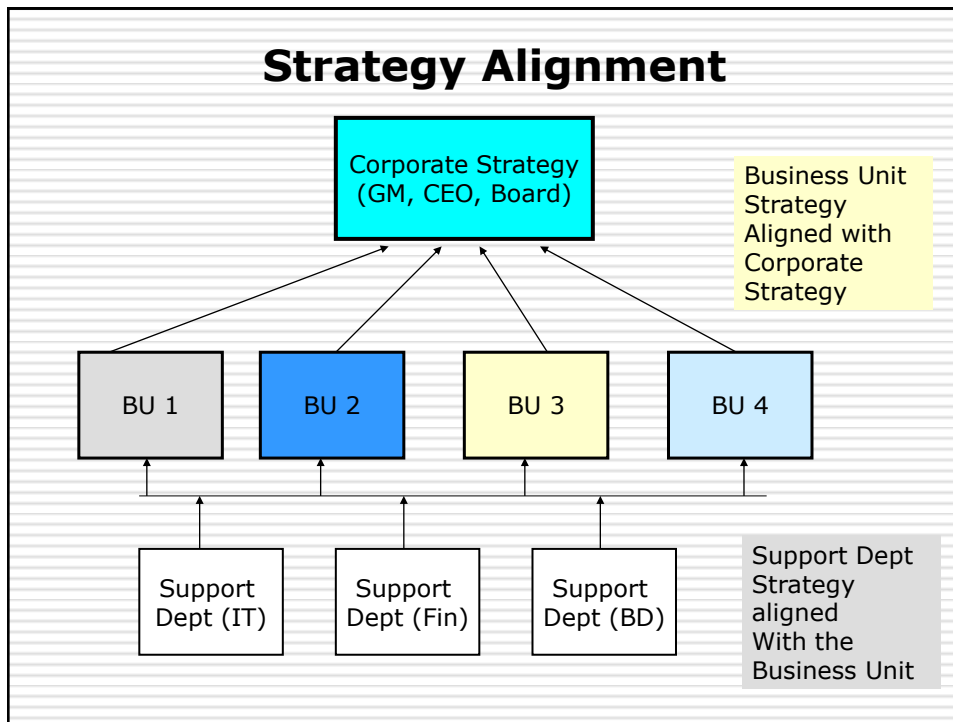 Strategy Alignment
Corporate Strategy
(GM, CEO, Board)
Business Unit
Strategy
Aligned with
Corporate
Strategy
BU 1
BU 2
BU 3
BU 4
Support
Dept (IT)
Support
Dept (Fin)
Support
Dept (BD)
Support Dept
Strategy
aligned
With the
Business Unit